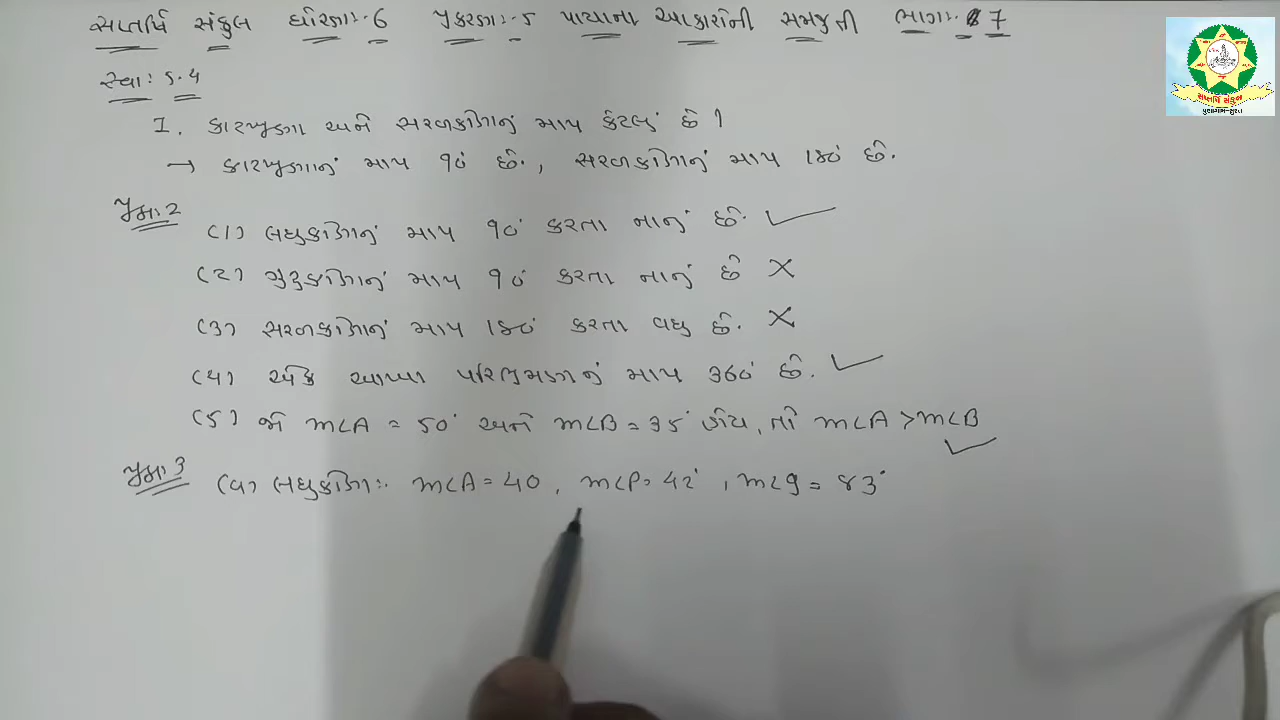 સપ્તર્ષિ સંકુલ ધોરણઃ-6 પ્રકરણઃ-5 પાયાના આકારોની સમજુતી ભાગઃ- 7
સ્વાઃ 5.4
1. કાટખૂણા અને સરળકોણનું માપ કેટલું છે ?
→ કાટખૂણાનું માપ 90° છે., સરળકોણનું માપ 180° છે.
પ્રશ્નઃ2
(1) લઘુકોણનું માપ 90° કરતા નાનું છે. ✓
(2) ગુરુકોણનું માપ 90° કરતા નાનું છે ✗
(3) સરળકોણનું માપ 180° કરતા વધુ છે. ✗
(4) એક આખા પરિભ્રમણનું માપ 360° છે. ✓
(5) જો m∠A = 50° અને m∠B = 35° હોય, તો m∠A > m∠B ✓
પ્રશ્નઃ3
(a) લઘુકોણઃ- m∠A = 40, m∠P = 42°, m∠Q = 83°
સપ્તર્ષિ સંકુલ